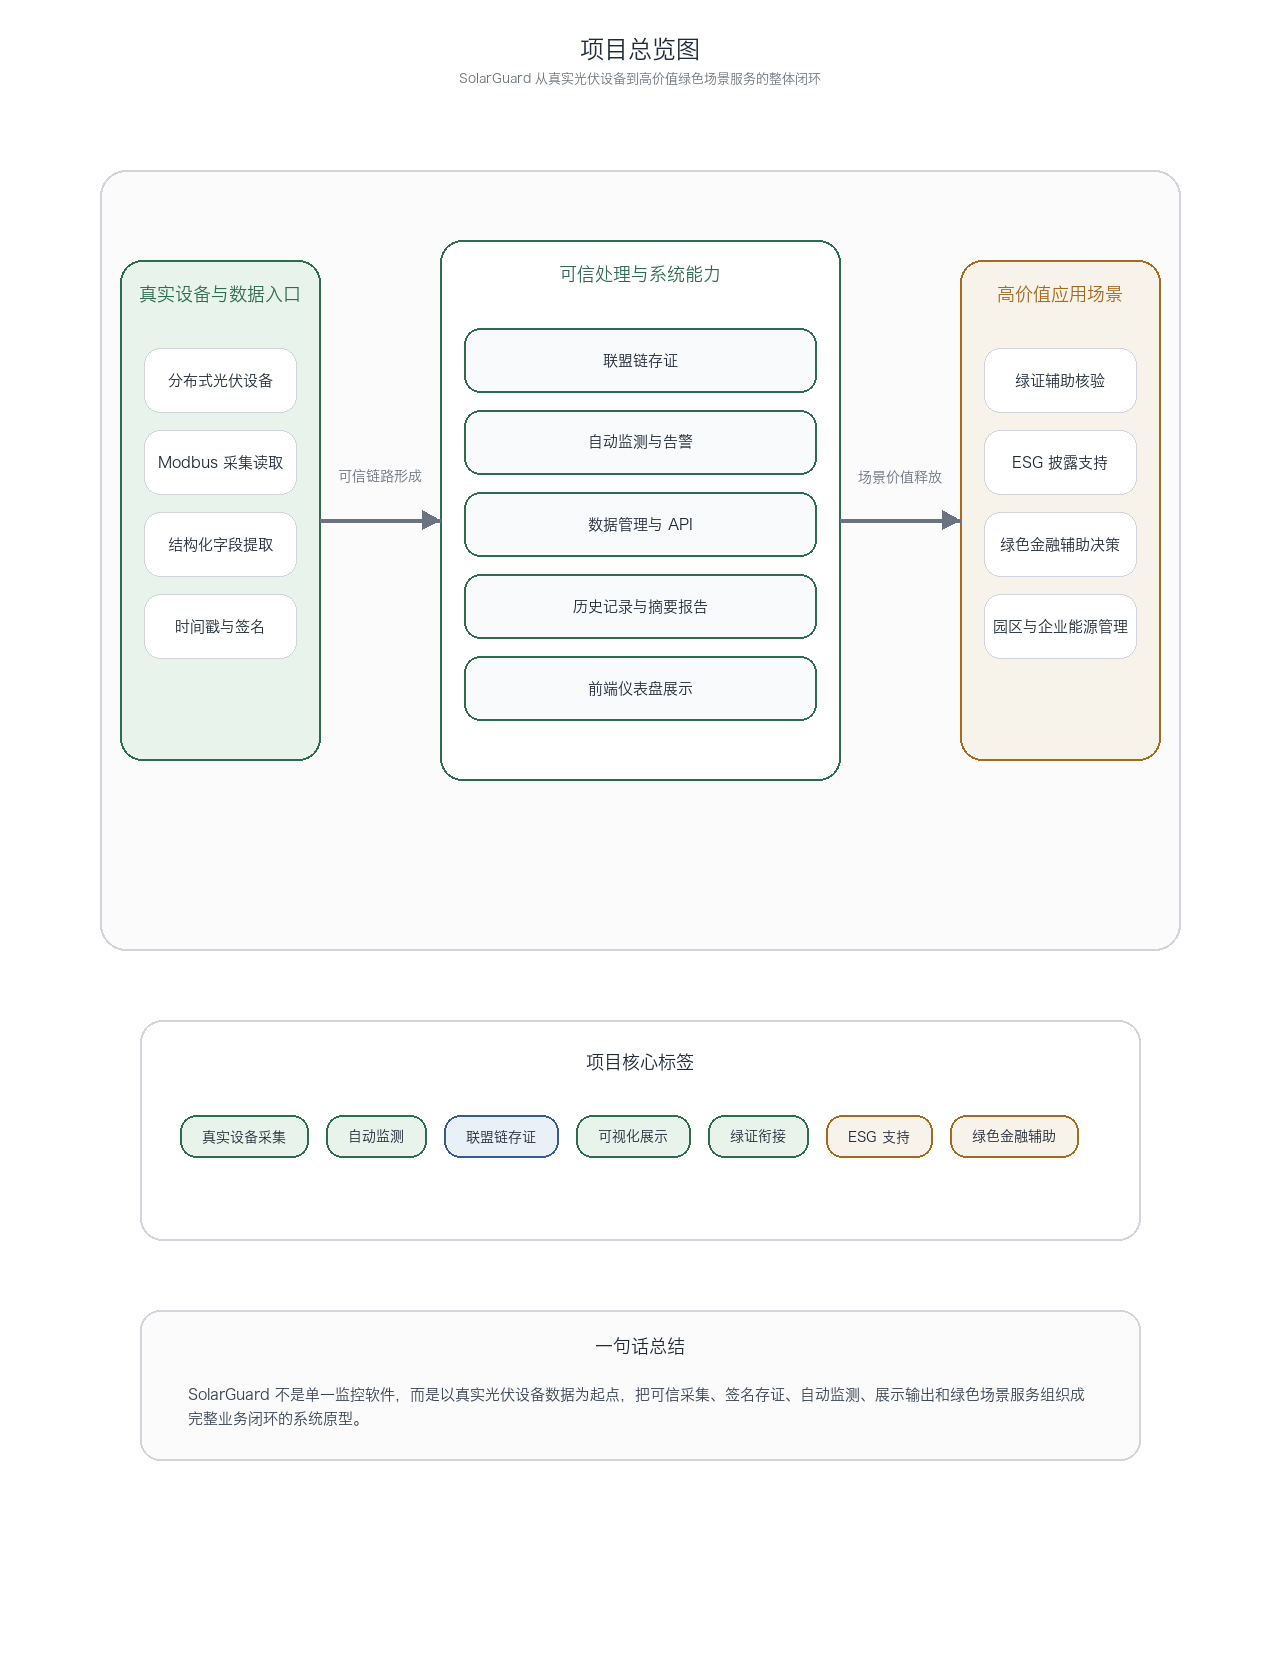 项目总览图
SolarGuard 从真实光伏设备到高价值绿色场景服务的整体闭环
真实设备与数据入口
分布式光伏设备
Modbus 采集读取
结构化字段提取
时间戳与签名
可信链路形成
可信处理与系统能力
联盟链存证
自动监测与告警
数据管理与 API
历史记录与摘要报告
前端仪表盘展示
场景价值释放
高价值应用场景
绿证辅助核验
ESG 披露支持
绿色金融辅助决策
园区与企业能源管理
项目核心标签
真实设备采集
自动监测
联盟链存证
可视化展示
绿证衔接
ESG 支持
绿色金融辅助
一句话总结
SolarGuard 不是单一监控软件，而是以真实光伏设备数据为起点，把可信采集、签名存证、自动监测、展示输出和绿色场景服务组织成
完整业务闭环的系统原型。